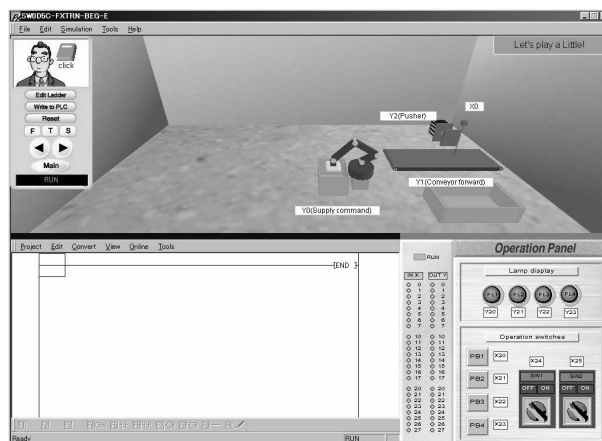 SW0D5C-FXTRN-BEG-E
File Edit Simulation Tools Help
click
Edit Ladder
Write to PLC
Reset
F T S
Main
RUN
Let's play a Little!
X0
Y2(Pusher)
Y1(Conveyor forward)
Y0(Supply command)
Project Edit Convert View Online Tools
END
Ready
RUN
RUN
IN X OUT Y
0 0
1 1
2 2
3 3
4 4
5 5
6 6
7 7
10 10
11 11
12 12
13 13
14 14
15 15
16 16
17 17
20 20
21 21
22 22
23 23
24 24
25 25
26 26
27 27
Operation Panel
Lamp display
PL1 PL2 PL3 PL4
Y20 Y21 Y22 Y23
Operation switches
PB1 X20
X24 X25
PB2 X21
SW1 SW2
OFF ON OFF ON
PB3 X22
PB4 X23